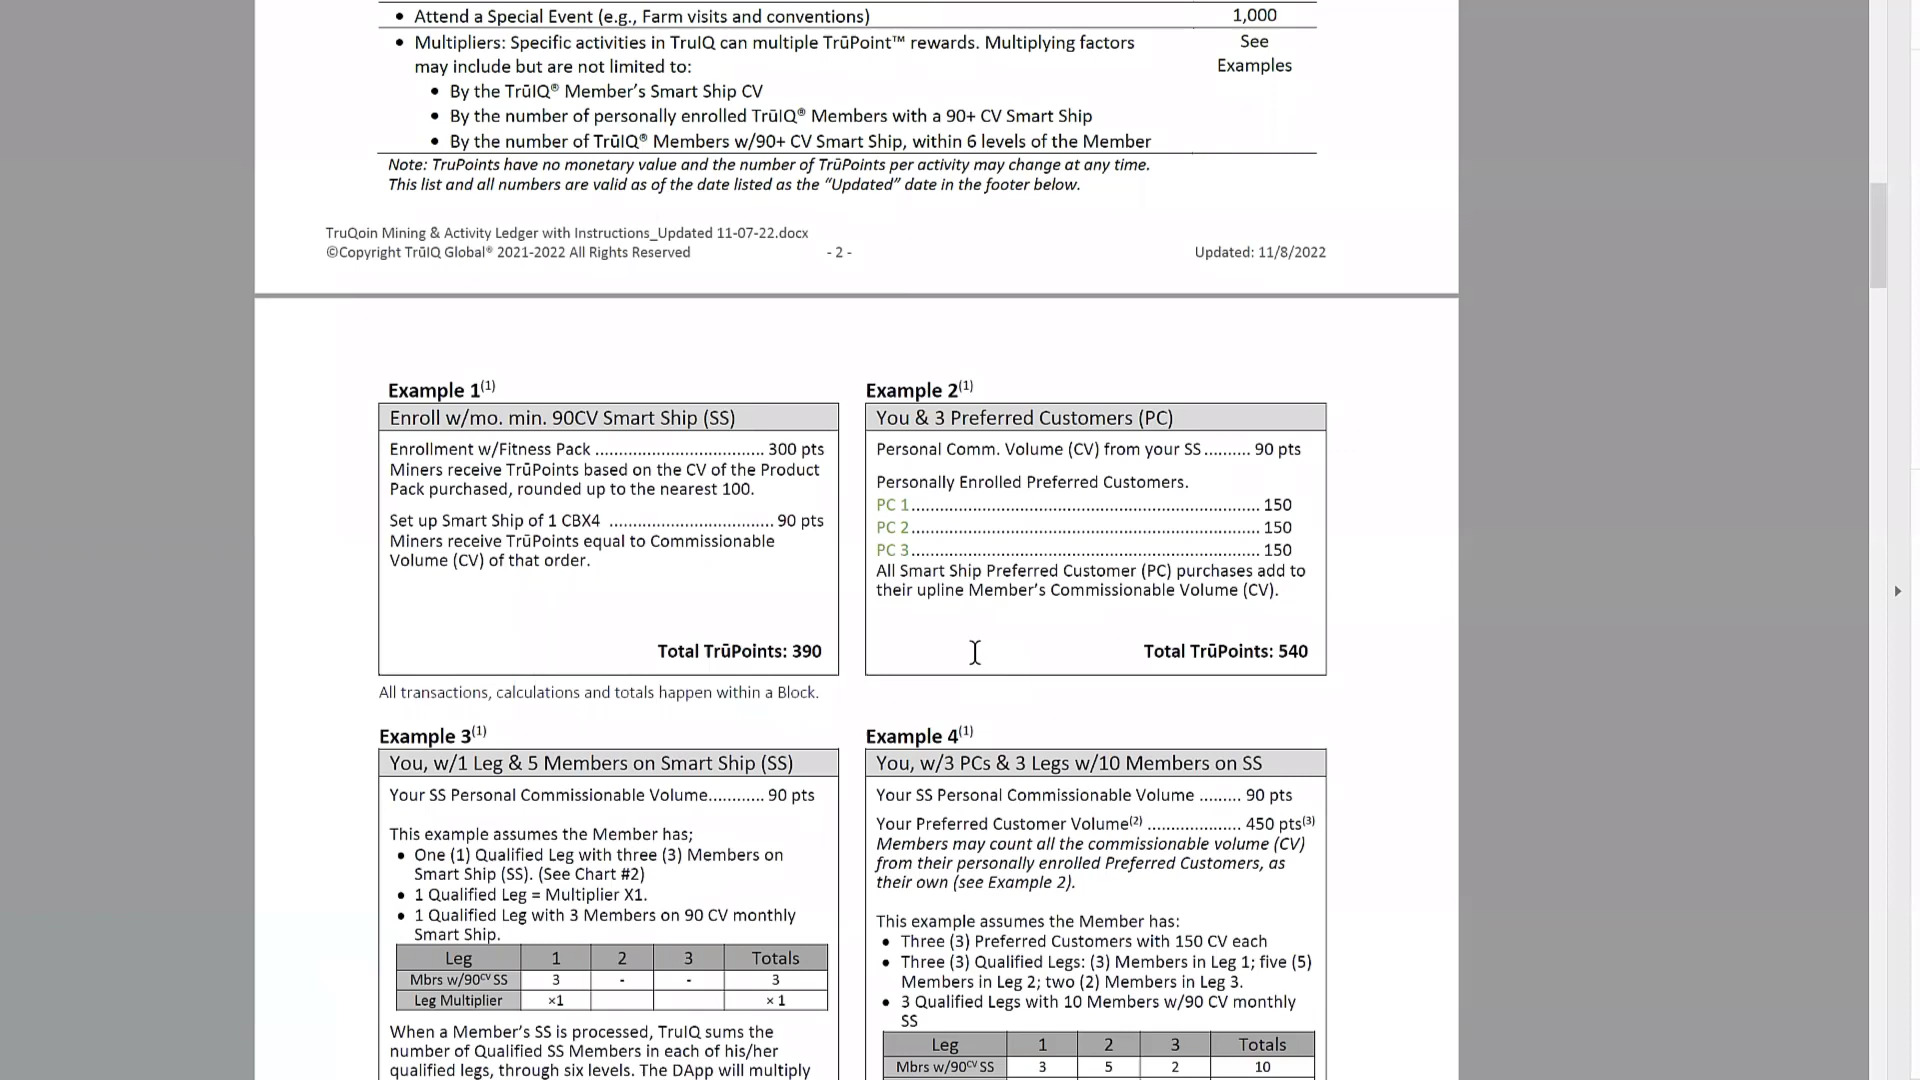 • Attend a Special Event (e.g., Farm visits and conventions) 1,000
• Multipliers: Specific activities in TruIQ can multiple TrūPoint™ rewards. Multiplying factors See
may include but are not limited to: Examples
• By the TrūIQ® Member's Smart Ship CV
• By the number of personally enrolled TrūIQ® Members with a 90+ CV Smart Ship
• By the number of TrūIQ® Members w/90+ CV Smart Ship, within 6 levels of the Member
Note: TruPoints have no monetary value and the number of TrūPoints per activity may change at any time.
This list and all numbers are valid as of the date listed as the “Updated” date in the footer below.
TruQoin Mining & Activity Ledger with Instructions_Updated 11-07-22.docx
©Copyright TrūIQ Global® 2021-2022 All Rights Reserved - 2 - Updated: 11/8/2022
Example 1(1)
Enroll w/mo. min. 90CV Smart Ship (SS)
Enrollment w/Fitness Pack .................................. 300 pts
Miners receive TrūPoints based on the CV of the Product
Pack purchased, rounded up to the nearest 100.
Set up Smart Ship of 1 CBX4 ................................. 90 pts
Miners receive TrūPoints equal to Commissionable
Volume (CV) of that order.
Total TrūPoints: 390
Example 2(1)
You & 3 Preferred Customers (PC)
Personal Comm. Volume (CV) from your SS.......... 90 pts
Personally Enrolled Preferred Customers.
PC 1..................................................................... 150
PC 2..................................................................... 150
PC 3..................................................................... 150
All Smart Ship Preferred Customer (PC) purchases add to
their upline Member's Commissionable Volume (CV).
Total TrūPoints: 540
All transactions, calculations and totals happen within a Block.
Example 3(1)
You, w/1 Leg & 5 Members on Smart Ship (SS)
Your SS Personal Commissionable Volume........... 90 pts
This example assumes the Member has;
• One (1) Qualified Leg with three (3) Members on
Smart Ship (SS). (See Chart #2)
• 1 Qualified Leg = Multiplier X1.
• 1 Qualified Leg with 3 Members on 90 CV monthly
Smart Ship.
Leg 1 2 3 Totals
Mbrs w/90CV SS 3 - - 3
Leg Multiplier ×1 × 1
When a Member's SS is processed, TruIQ sums the
number of Qualified SS Members in each of his/her
qualified legs, through six levels. The DApp will multiply
Example 4(1)
You, w/3 PCs & 3 Legs w/10 Members on SS
Your SS Personal Commissionable Volume ........ 90 pts
Your Preferred Customer Volume(2) ................... 450 pts(3)
Members may count all the commissionable volume (CV)
from their personally enrolled Preferred Customers, as
their own (see Example 2).
This example assumes the Member has:
• Three (3) Preferred Customers with 150 CV each
• Three (3) Qualified Legs: (3) Members in Leg 1; five (5)
Members in Leg 2; two (2) Members in Leg 3.
• 3 Qualified Legs with 10 Members w/90 CV monthly
SS
Leg 1 2 3 Totals
Mbrs w/90CV SS 3 5 2 10